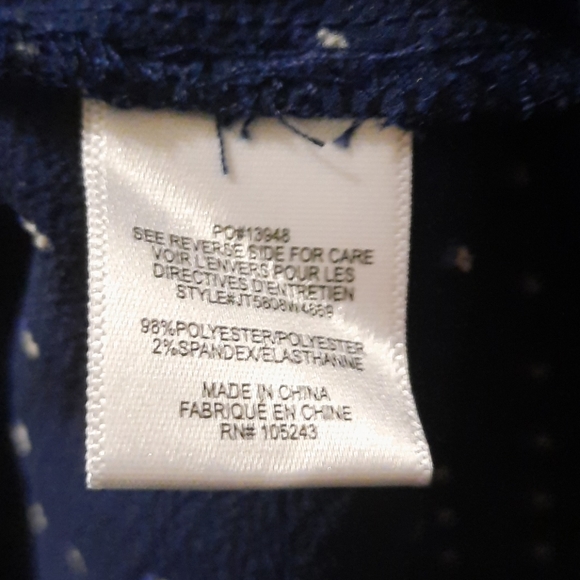 PO#13948
SEE REVERSE SIDE FOR CARE
VOIR L'ENVERS POUR LES
DIRECTIVES D'ENTRETIEN
98%POLYESTER/POLYESTER
2%SPANDEX/ELASTHANNE
MADE IN CHINA
FABRIQUÉ EN CHINE
RN# 105243